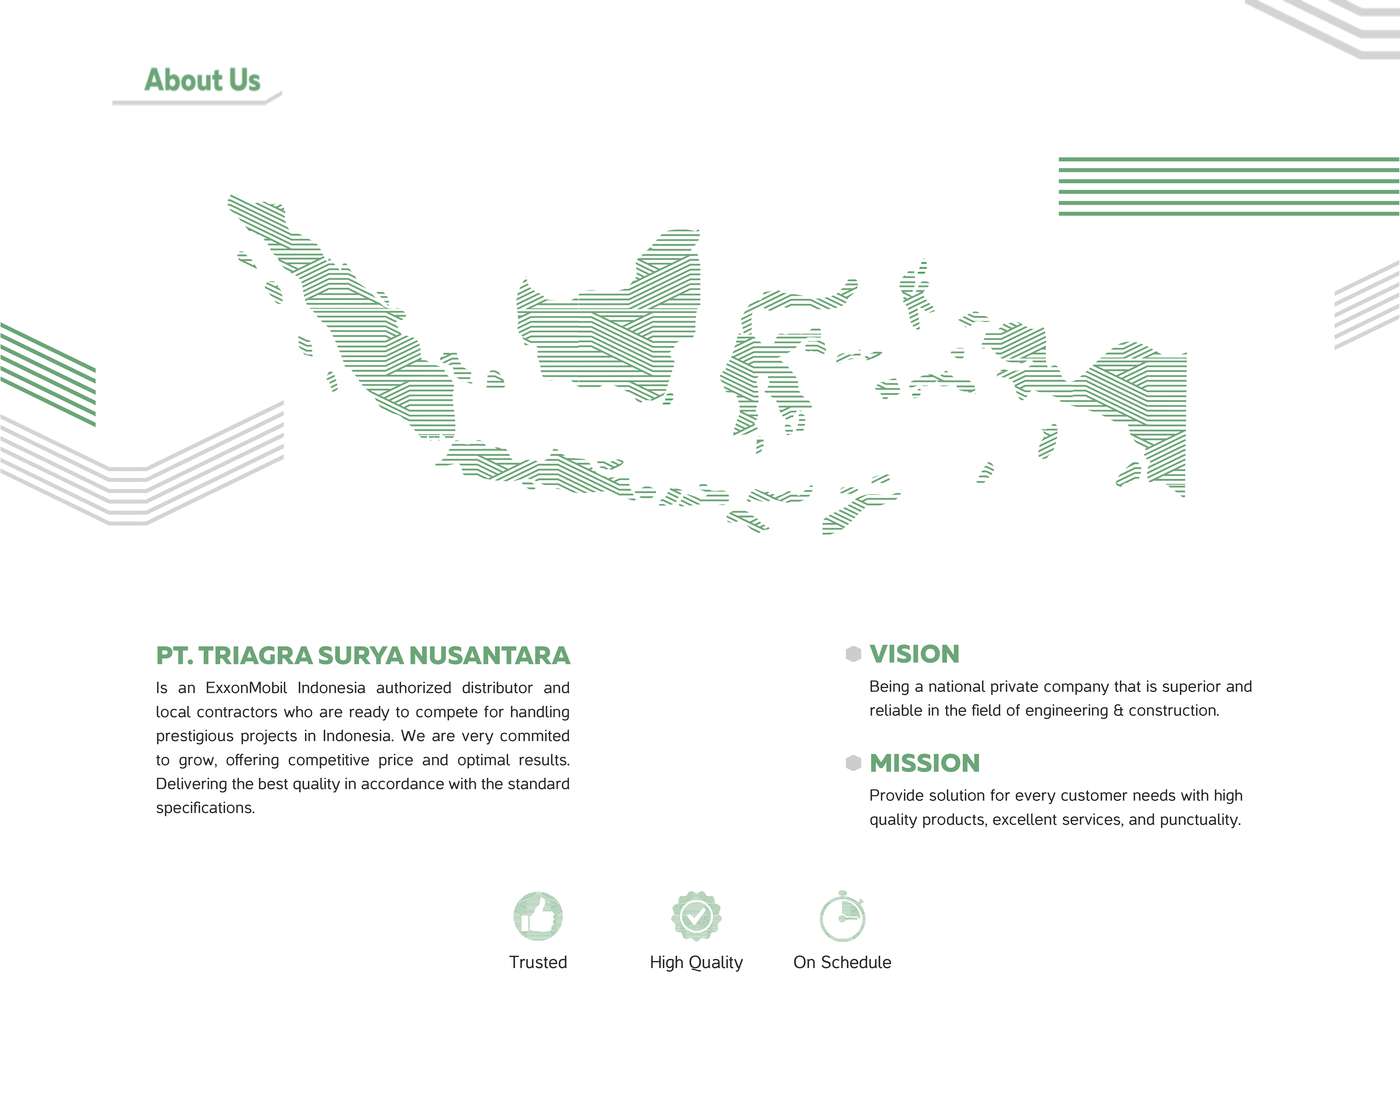 About Us
PT. TRIAGRA SURYA NUSANTARA
Is an ExxonMobil Indonesia authorized distributor and
local contractors who are ready to compete for handling
prestigious projects in Indonesia. We are very commited
to grow, offering competitive price and optimal results.
Delivering the best quality in accordance with the standard
specifications.
VISION
Being a national private company that is superior and
reliable in the field of engineering & construction.
MISSION
Provide solution for every customer needs with high
quality products, excellent services, and punctuality.
Trusted
High Quality
On Schedule